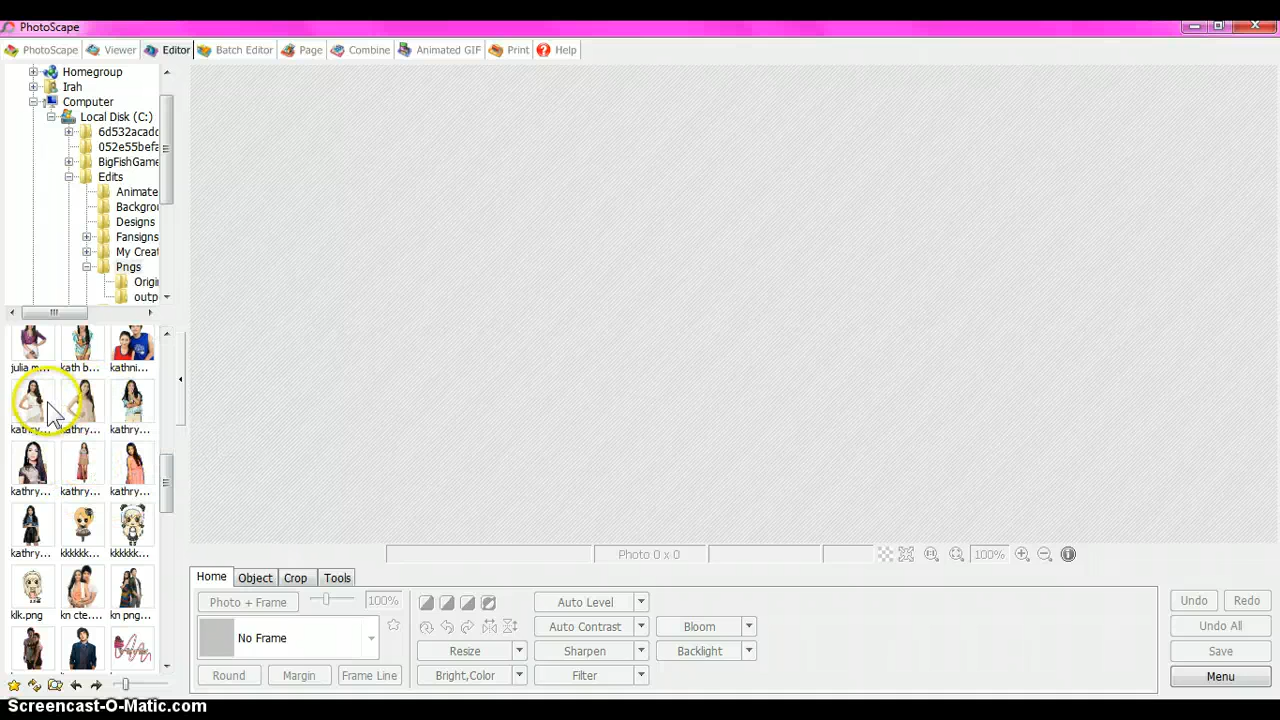 PhotoScape
PhotoScape Viewer Editor Batch Editor Page Combine Animated GIF Print Help
Homegroup
Irah
Computer
Local Disk (C:)
6d532acadc
052e55befa
BigFishGame
Edits
Animate
Backgro
Designs
Fansigns
My Creat
Pngs
Origi
outp
julia m... kath b... kathni...
kathry... kathry... kathry...
kathry... kathry... kathry...
kathry... kkkkkk... kkkkkk...
klk.png kn cte.... kn png...
Photo 0 x 0 100%
Home Object Crop Tools
Photo + Frame 100% Auto Level Undo Redo
No Frame Auto Contrast Bloom Undo All
Resize Sharpen Backlight Save
Round Margin Frame Line Bright,Color Filter Menu
Screencast-O-Matic.com